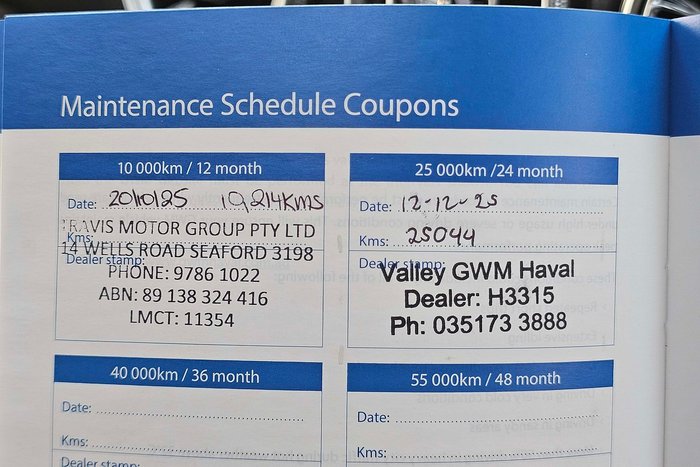 Maintenance Schedule Coupons
10 000km / 12 month
Date: 20/10/25 10,214KMS
Kms:
TRAVIS MOTOR GROUP PTY LTD
14 WELLS ROAD SEAFORD 3198
Dealer stamp:
PHONE: 9786 1022
ABN: 89 138 324 416
LMCT: 11354
25 000km /24 month
Date: 12-12-25
Kms: 25044
Dealer stamp:
Valley GWM Haval
Dealer: H3315
Ph: 035173 3888
40 000km / 36 month
Date:
Kms:
Dealer stamp:
55 000km / 48 month
Date:
Kms: